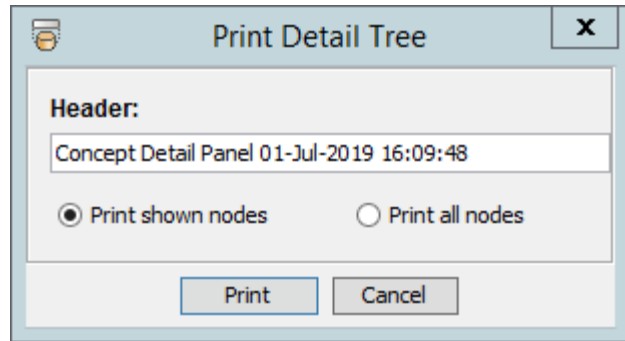 Print Detail Tree
x
Header:
Concept Detail Panel 01-Jul-2019 16:09:48
Print shown nodes Print all nodes
Print Cancel